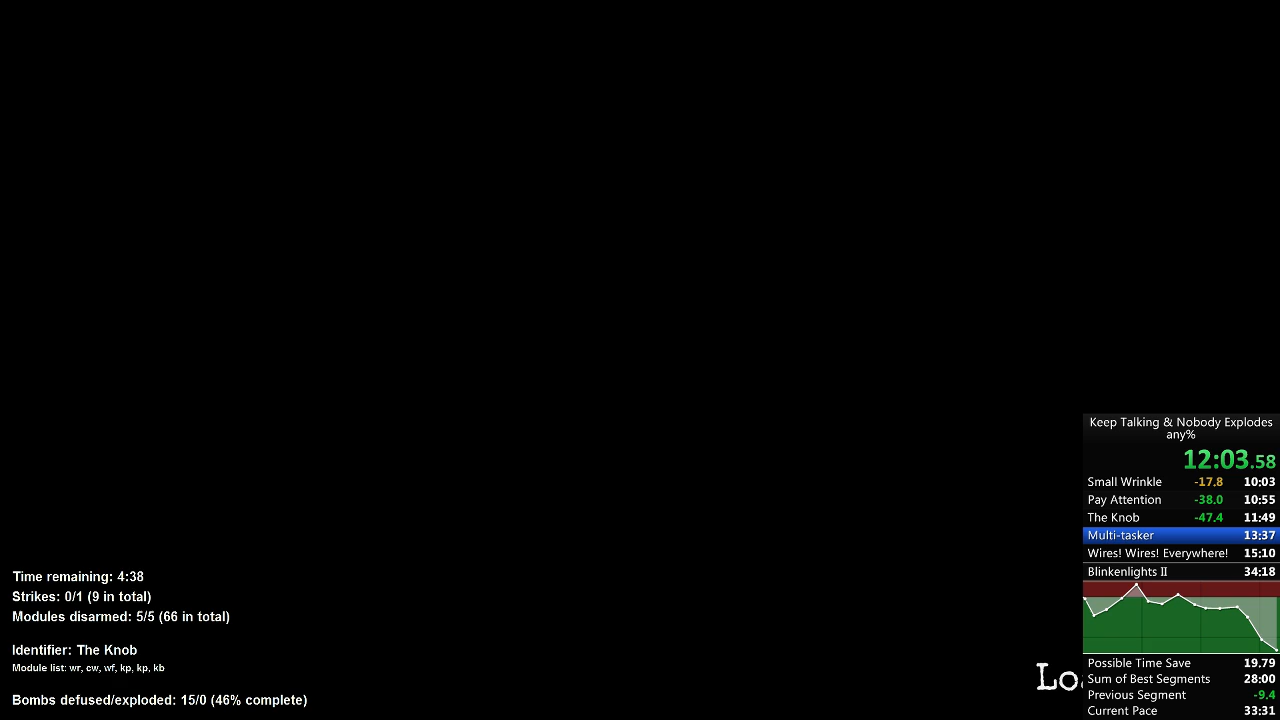 Keep Talking & Nobody Explodes
any%
12:03.58
Small Wrinkle -17.8 10:03
Pay Attention -38.0 10:55
The Knob -47.4 11:49
Multi-tasker 13:37
Wires! Wires! Everywhere! 15:10
Blinkenlights II 34:18
Possible Time Save 19.79
Sum of Best Segments 28:00
Previous Segment -9.4
Current Pace 33:31
Time remaining: 4:38
Strikes: 0/1 (9 in total)
Modules disarmed: 5/5 (66 in total)
Identifier: The Knob
Module list: wr, cw, wf, kp, kp, kb
Bombs defused/exploded: 15/0 (46% complete)